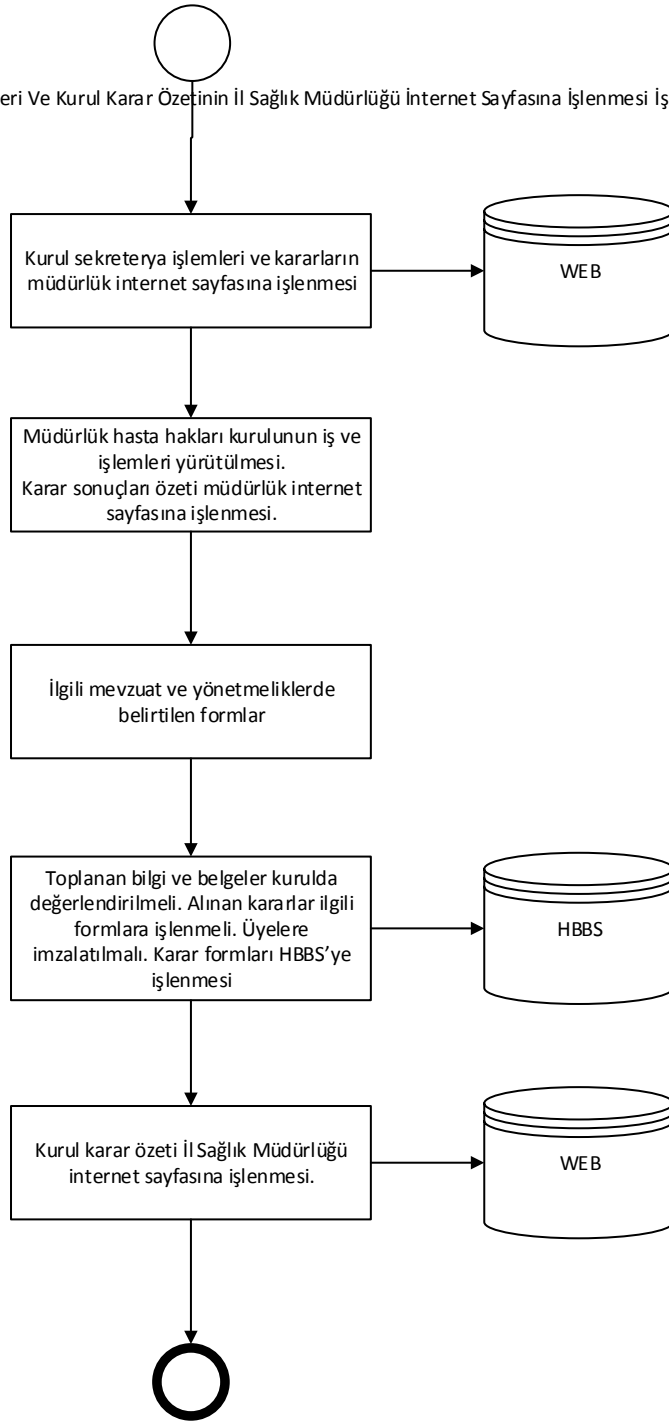 eri Ve Kurul Karar Özetinin İl Sağlık Müdürlüğü İnternet Sayfasına İşlenmesi İş
Kurul sekreterya işlemleri ve kararların
müdürlük internet sayfasına işlenmesi
WEB
Müdürlük hasta hakları kurulunun iş ve
işlemleri yürütülmesi.
Karar sonuçları özeti müdürlük internet
sayfasına işlenmesi.
İlgili mevzuat ve yönetmeliklerde
belirtilen formlar
Toplanan bilgi ve belgeler kurulda
değerlendirilmeli. Alınan kararlar ilgili
formlara işlenmeli. Üyelere
imzalatılmalı. Karar formları HBBS’ye
işlenmesi
HBBS
Kurul karar özeti İl Sağlık Müdürlüğü
internet sayfasına işlenmesi.
WEB